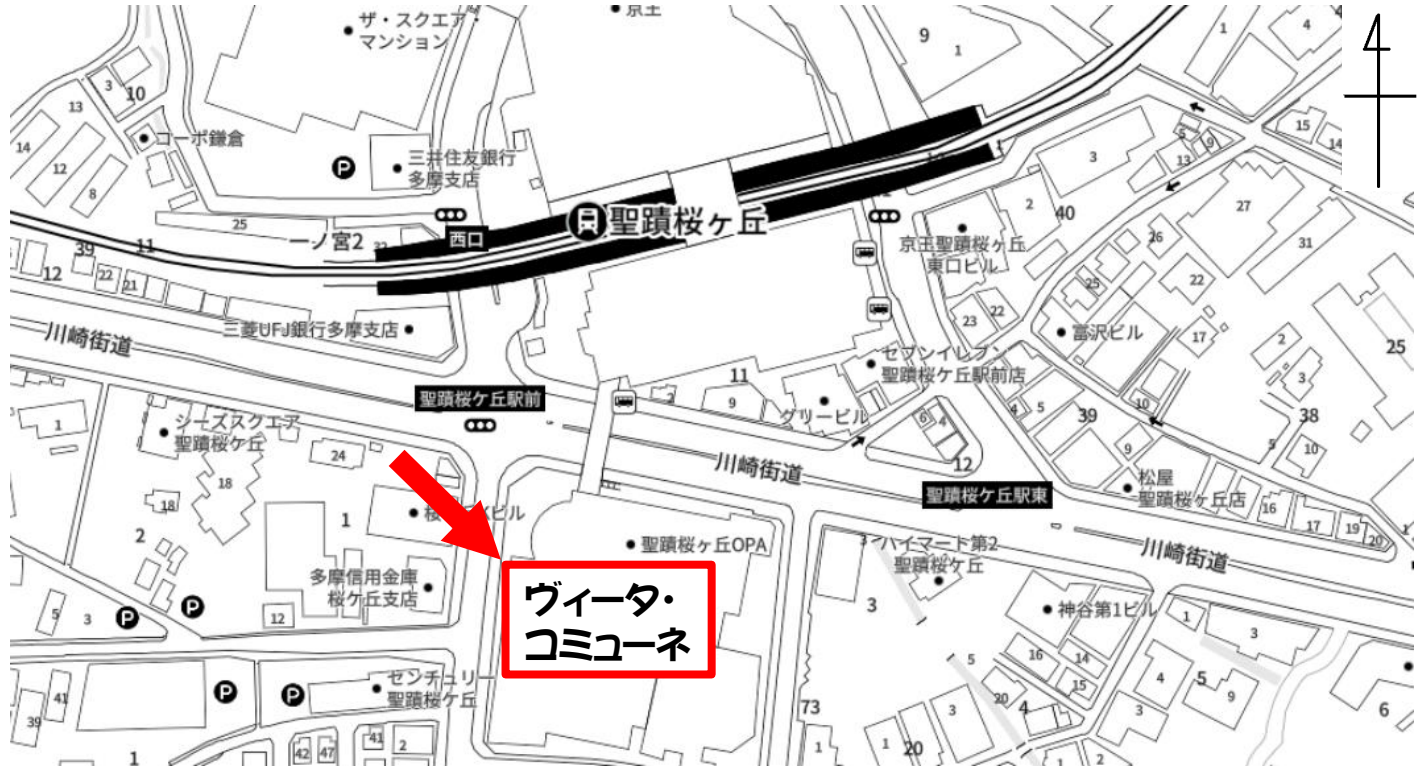 ザ・スクエア・
マンション
京王
9
1
1
4
4
3
10
13
コーポ鎌倉
14
12
8
三井住友銀行
多摩支店
P
25
一ノ宮2
西口
聖蹟桜ヶ丘
39
11
12
22
21
三菱UFJ銀行多摩支店
川崎街道
京王聖蹟桜ケ丘
東口ビル
2
40
3
5
9
13
15
14
27
31
26
25
22
23
22
富沢ビル
17
2
3
25
セブンイレブン
聖蹟桜ケ丘駅前店
11
2
9
グリービル
6
4
12
4
5
39
10
9
38
5
10
聖蹟桜ケ丘駅前
川崎街道
聖蹟桜ケ丘駅東
松屋
聖蹟桜ヶ丘店
16
17
19
20
川崎街道
1
シーズスクエア
聖蹟桜ケ丘
24
18
18
2
1
聖蹟桜ヶ丘OPA
ハイマート第2
聖蹟桜ケ丘
3
3
多摩信用金庫
桜ケ丘支店
ヴィータ・
コミューネ
神谷第1ビル
1
3
5
3
P
P
12
16
14
15
5
20
4
4
5
9
3
6
センチュリー
聖蹟桜ケ丘
P
P
41
39
1
42
47
41
2
73
1
1
20
3
1
2